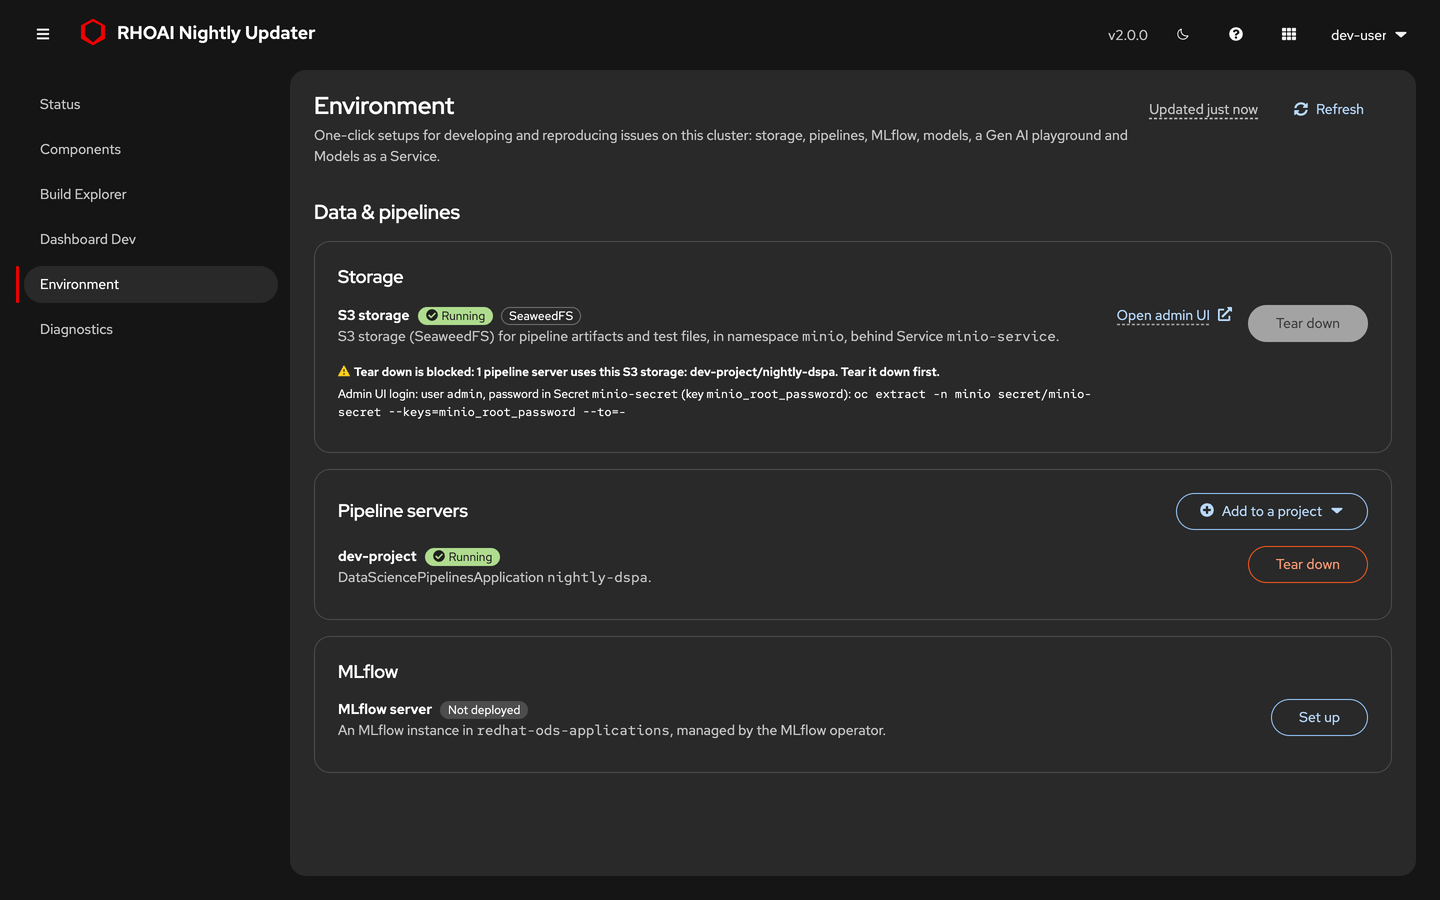 RHOAI Nightly Updater
v2.0.0
dev-user
Status
Components
Build Explorer
Dashboard Dev
Environment
Diagnostics
Environment
Updated just now
Refresh
One-click setups for developing and reproducing issues on this cluster: storage, pipelines, MLflow, models, a Gen AI playground and
Models as a Service.
Data & pipelines
Storage
S3 storage Running SeaweedFS
Open admin UI
Tear down
S3 storage (SeaweedFS) for pipeline artifacts and test files, in namespace minio, behind Service minio-service.
Tear down is blocked: 1 pipeline server uses this S3 storage: dev-project/nightly-dspa. Tear it down first.
Admin UI login: user admin, password in Secret minio-secret (key minio_root_password): oc extract -n minio secret/minio-
secret --keys=minio_root_password --to=-
Pipeline servers
Add to a project
dev-project Running
DataSciencePipelinesApplication nightly-dspa.
Tear down
MLflow
MLflow server Not deployed
An MLflow instance in redhat-ods-applications, managed by the MLflow operator.
Set up